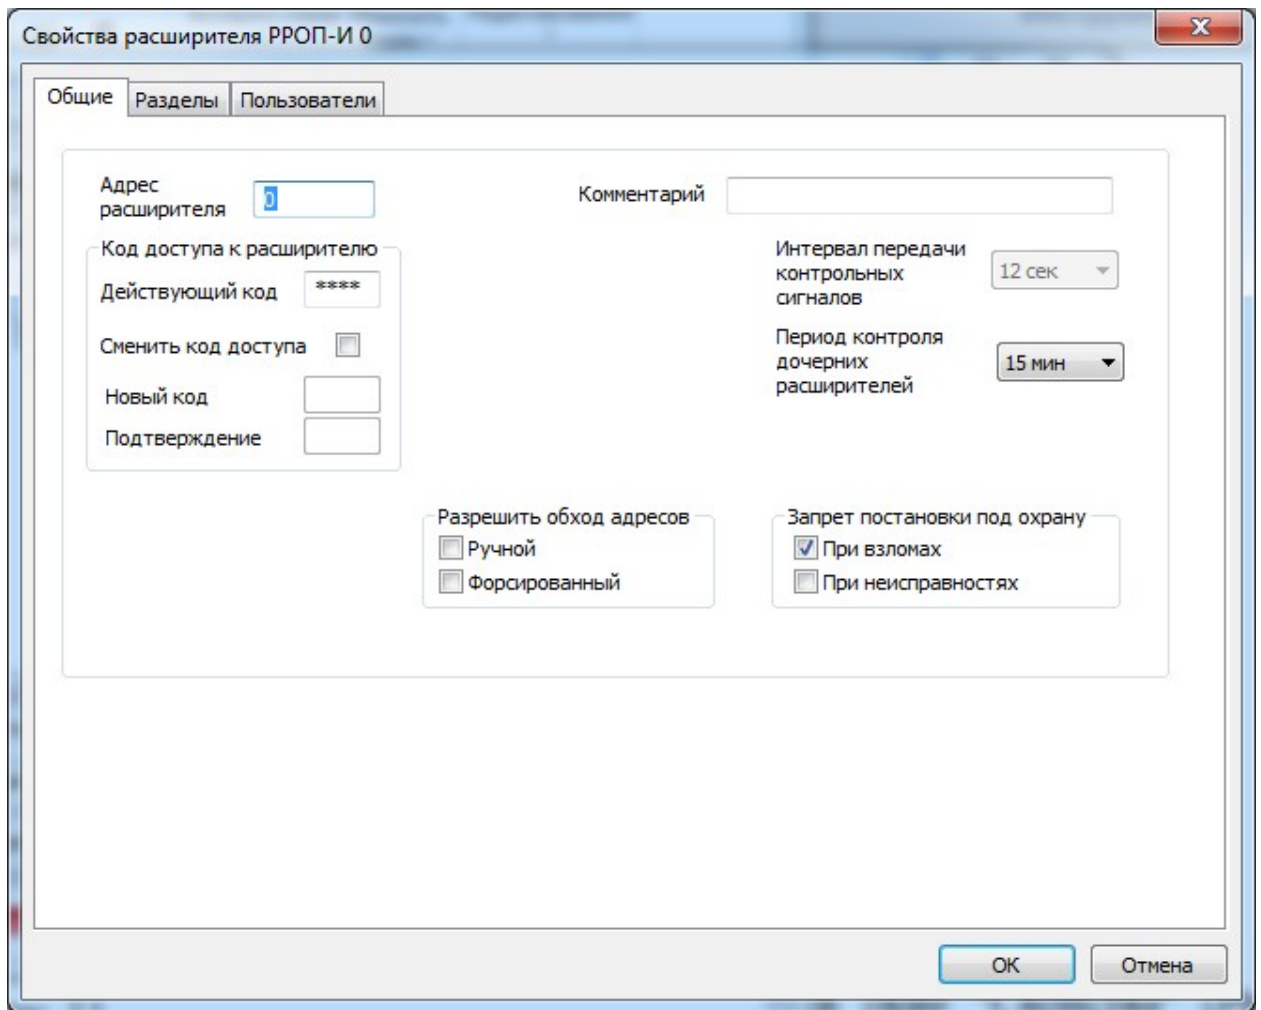 Свойства расширителя РРОП-И 0
Общие
Разделы
Пользователи
Адрес
расширителя
0
Комментарий
Код доступа к расширителю
Действующий код
****
Сменить код доступа
Новый код
Подтверждение
Интервал передачи
контрольных
сигналов
12 сек
Период контроля
дочерних
расширителей
15 мин
Разрешить обход адресов
Ручной
Форсированный
Запрет постановки под охрану
При взломах
При неисправностях
ОК
Отмена